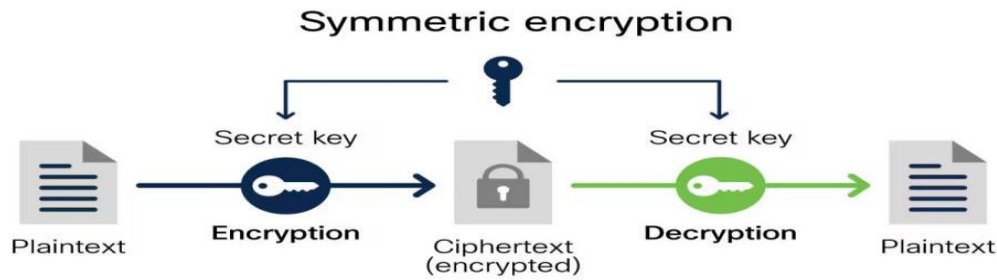 Symmetric encryption
Secret key
Secret key
Plaintext
Encryption
Ciphertext
(encrypted)
Decryption
Plaintext